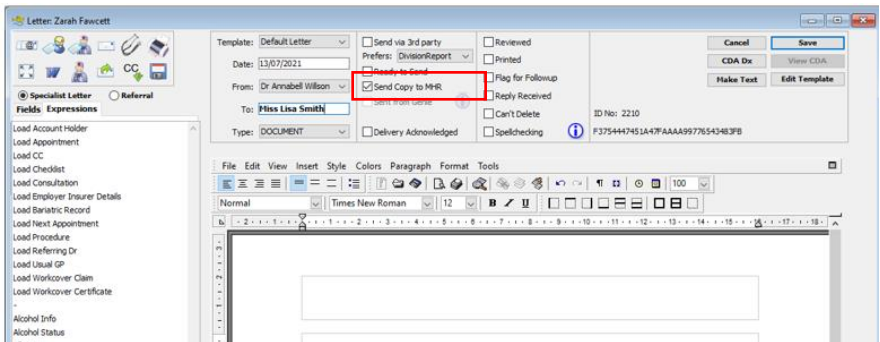 Letter: Zarah Fawcett
Template: Default Letter
Date: 13/07/2021
From: Dr Annabell Willson
To: Miss Lisa Smith
Type: DOCUMENT
Send via 3rd party
Prefers: DivisionReport
Ready to Send
Send Copy to MHR
Sent from Genie
Delivery Acknowledged
Reviewed
Printed
Flag for Followup
Reply Received
Can't Delete
Spellchecking
Cancel Save
CDA Dx View CDA
Make Text Edit Template
ID No: 2210
F3754447451A47FAAAA99776543483FB
Specialist Letter Referral
Fields Expressions
Load Account Holder
Load Appointment
Load CC
Load Checklist
Load Consultation
Load Employer Insurer Details
Load Bariatric Record
Load Next Appointment
Load Procedure
Load Referring Dr
Load Usual GP
Load Workcover Claim
Load Workcover Certificate
-
Alcohol Info
Alcohol Status
File Edit View Insert Style Colors Paragraph Format Tools
100
Normal Times New Roman 12 B I U